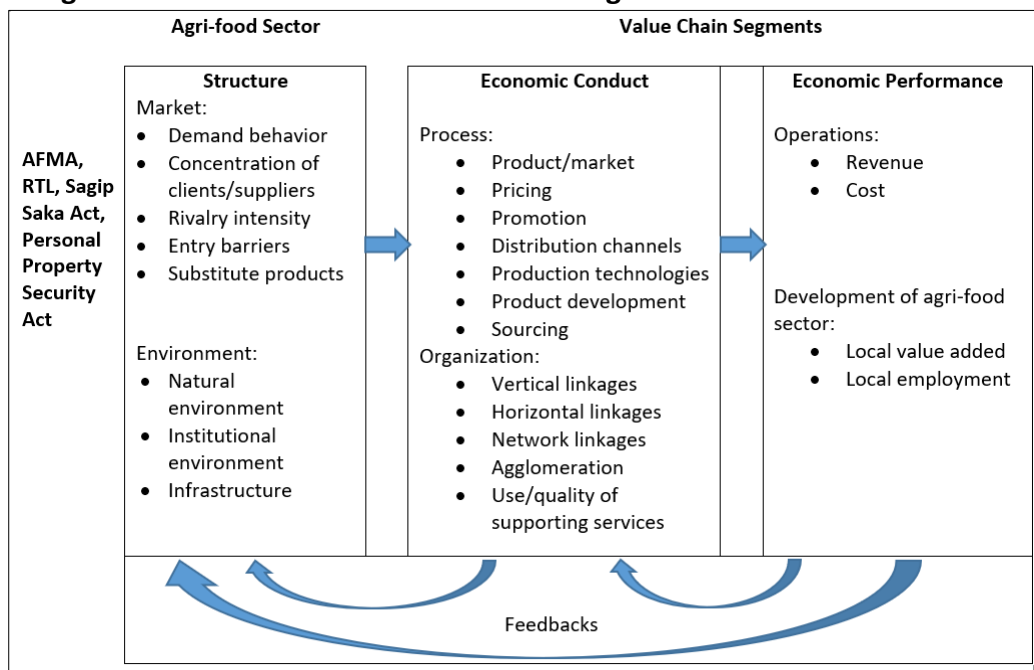 Agri-food Sector
Value Chain Segments
AFMA,
RTL, Sagip
Saka Act,
Personal
Property
Security
Act
Structure
Market:
• Demand behavior
• Concentration of
clients/suppliers
• Rivalry intensity
• Entry barriers
• Substitute products
Environment:
• Natural
environment
• Institutional
environment
• Infrastructure
Economic Conduct
Process:
• Product/market
• Pricing
• Promotion
• Distribution channels
• Production technologies
• Product development
• Sourcing
Organization:
• Vertical linkages
• Horizontal linkages
• Network linkages
• Agglomeration
• Use/quality of
supporting services
Economic Performance
Operations:
• Revenue
• Cost
Development of agri-food
sector:
• Local value added
• Local employment
Feedbacks